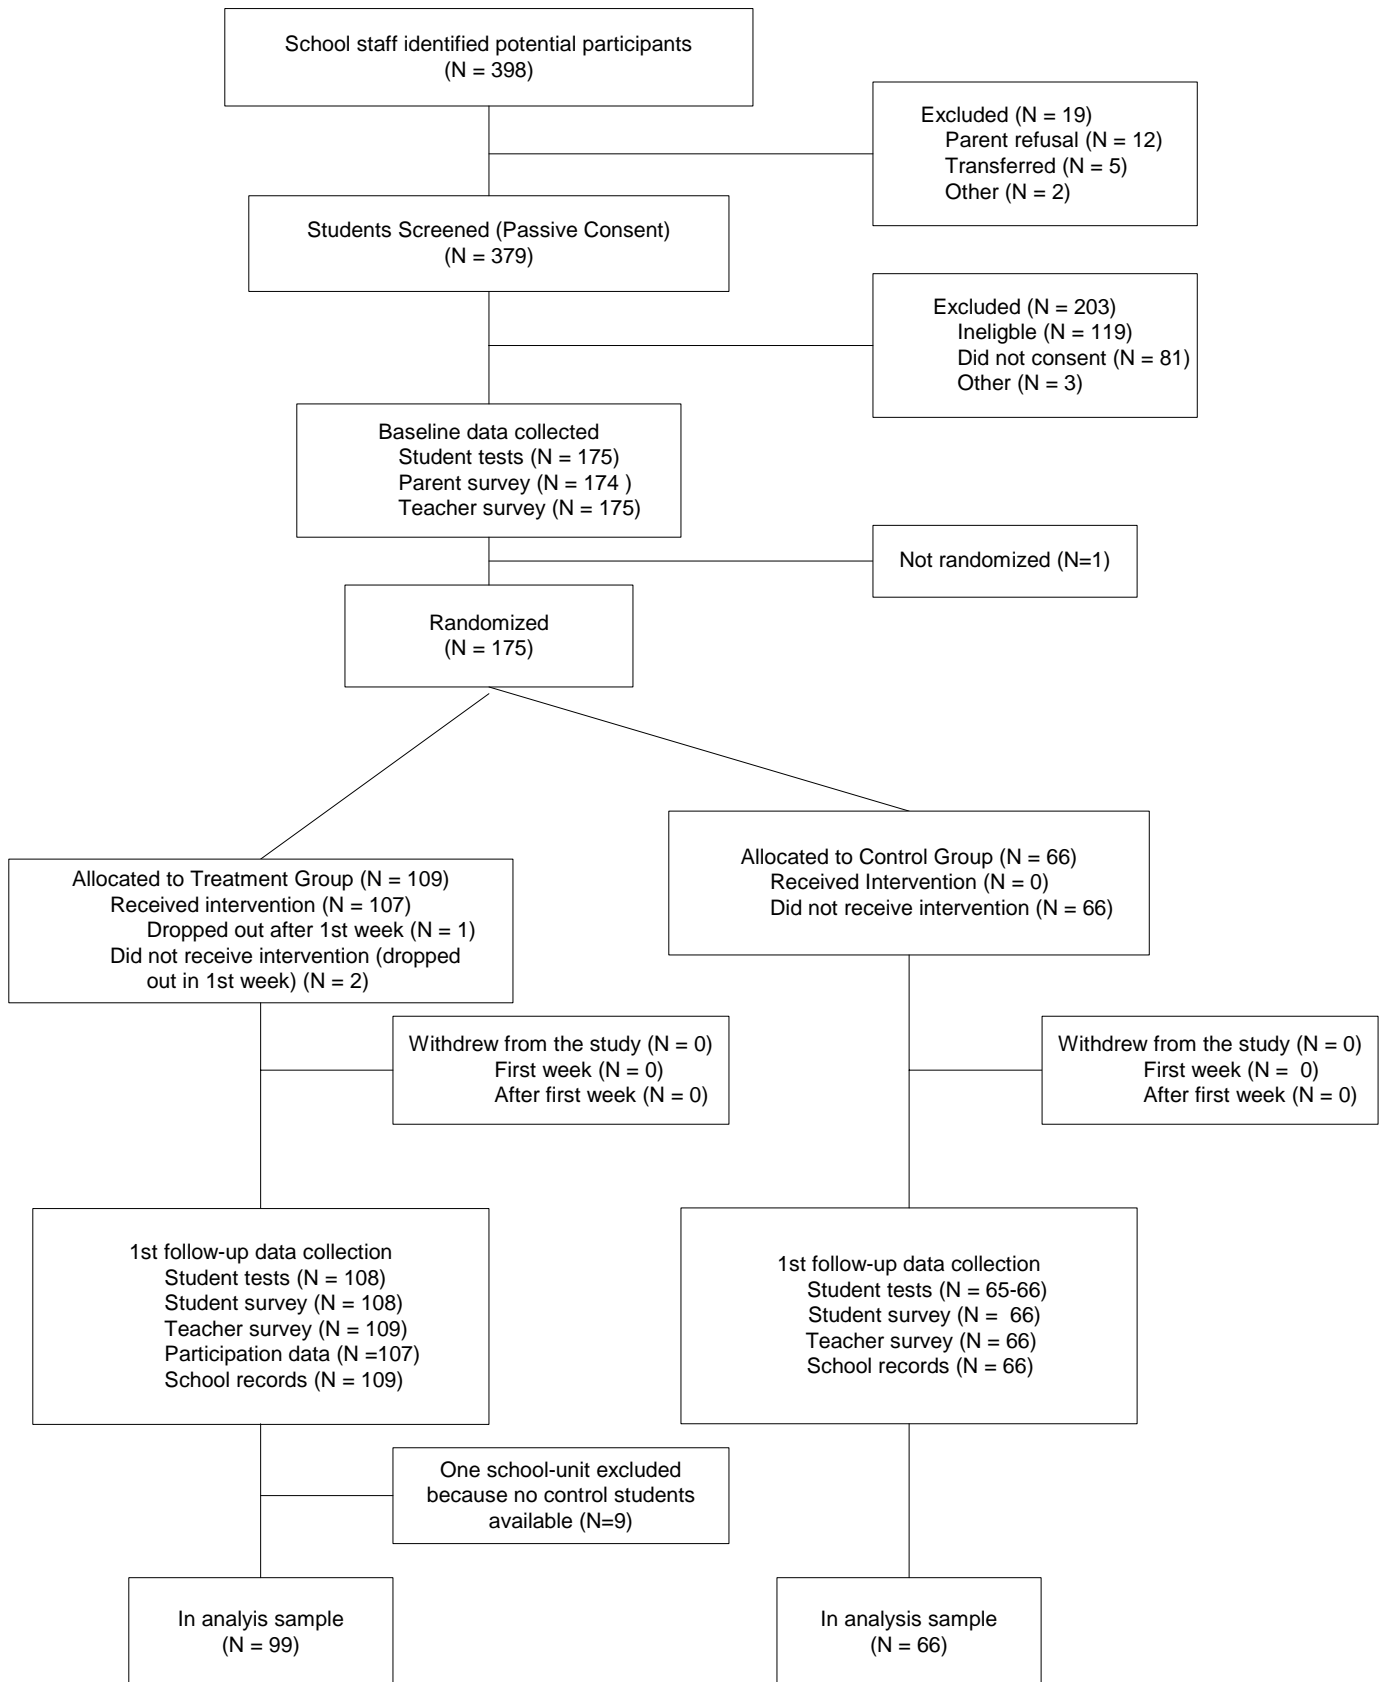 School staff identified potential participants
(N = 398)
Excluded (N = 19)
Parent refusal (N = 12)
Transferred (N = 5)
Other (N = 2)
Students Screened (Passive Consent)
(N = 379)
Excluded (N = 203)
Ineligble (N = 119)
Did not consent (N = 81)
Other (N = 3)
Baseline data collected
Student tests (N = 175)
Parent survey (N = 174 )
Teacher survey (N = 175)
Not randomized (N=1)
Randomized
(N = 175)
Allocated to Treatment Group (N = 109)
Received intervention (N = 107)
Dropped out after 1st week (N = 1)
Did not receive intervention (dropped
out in 1st week) (N = 2)
Allocated to Control Group (N = 66)
Received Intervention (N = 0)
Did not receive intervention (N = 66)
Withdrew from the study (N = 0)
First week (N = 0)
After first week (N = 0)
Withdrew from the study (N = 0)
First week (N =  0)
After first week (N = 0)
1st follow-up data collection
Student tests (N = 108)
Student survey (N = 108)
Teacher survey (N = 109)
Participation data (N =107)
School records (N = 109)
1st follow-up data collection
Student tests (N = 65-66)
Student survey (N =  66)
Teacher survey (N = 66)
School records (N = 66)
One school-unit excluded
because no control students
available (N=9)
In analyis sample
(N = 99)
In analysis sample
(N = 66)